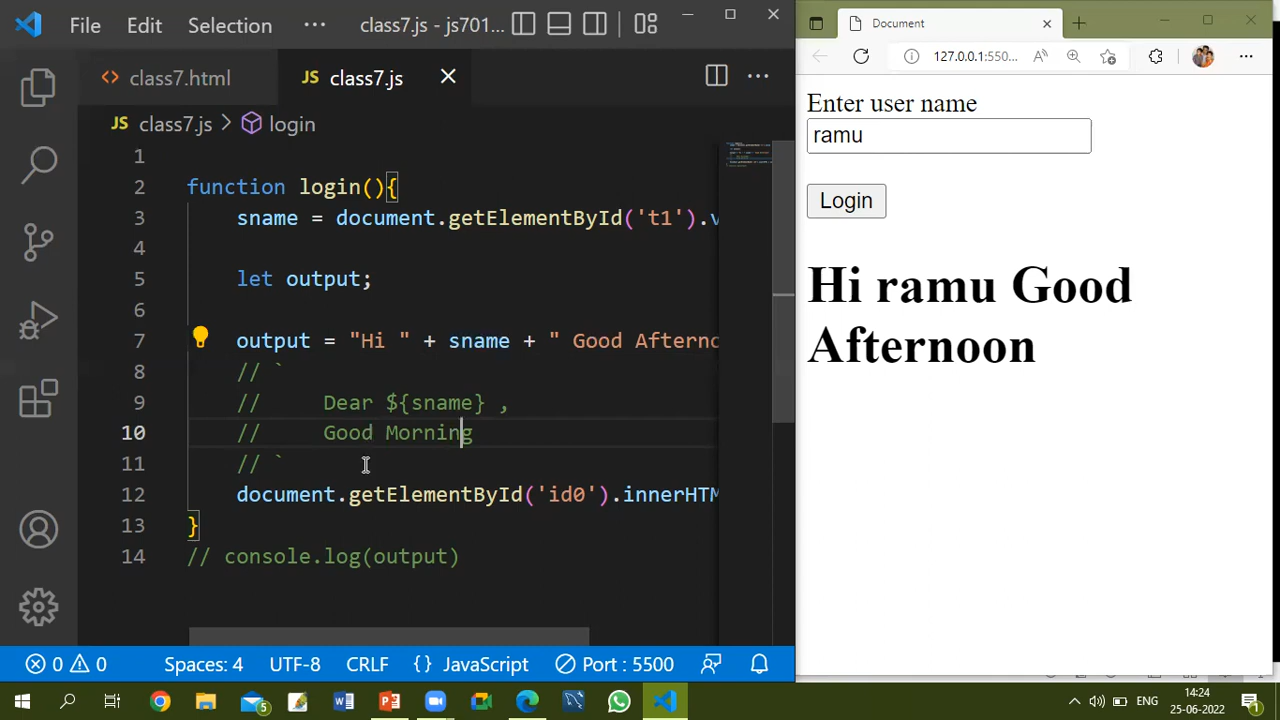 File Edit Selection ··· class7.js - js701...
class7.html JS class7.js
JS class7.js > login
1
2 function login(){
3 sname = document.getElementById('t1').v
4
5 let output;
6
7 output = "Hi " + sname + " Good Afterno
8 // `
9 // Dear ${sname} ,
10 // Good Morning
11 // `
12 document.getElementById('id0').innerHTM
13 }
14 // console.log(output)
0 0 Spaces: 4 UTF-8 CRLF {} JavaScript Port : 5500
Document
127.0.0.1:550...
Enter user name
ramu
Login
Hi ramu Good
Afternoon
5 ENG 14:24
25-06-2022 1